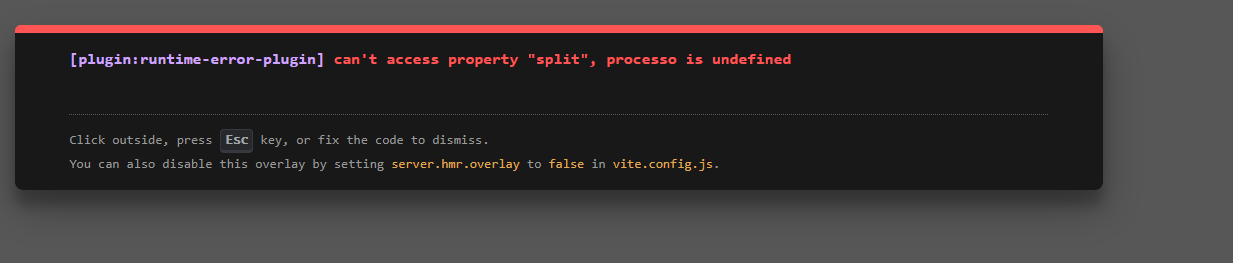 [plugin:runtime-error-plugin] can't access property "split", processo is undefined
Click outside, press Esc key, or fix the code to dismiss.
You can also disable this overlay by setting server.hmr.overlay to false in vite.config.js.